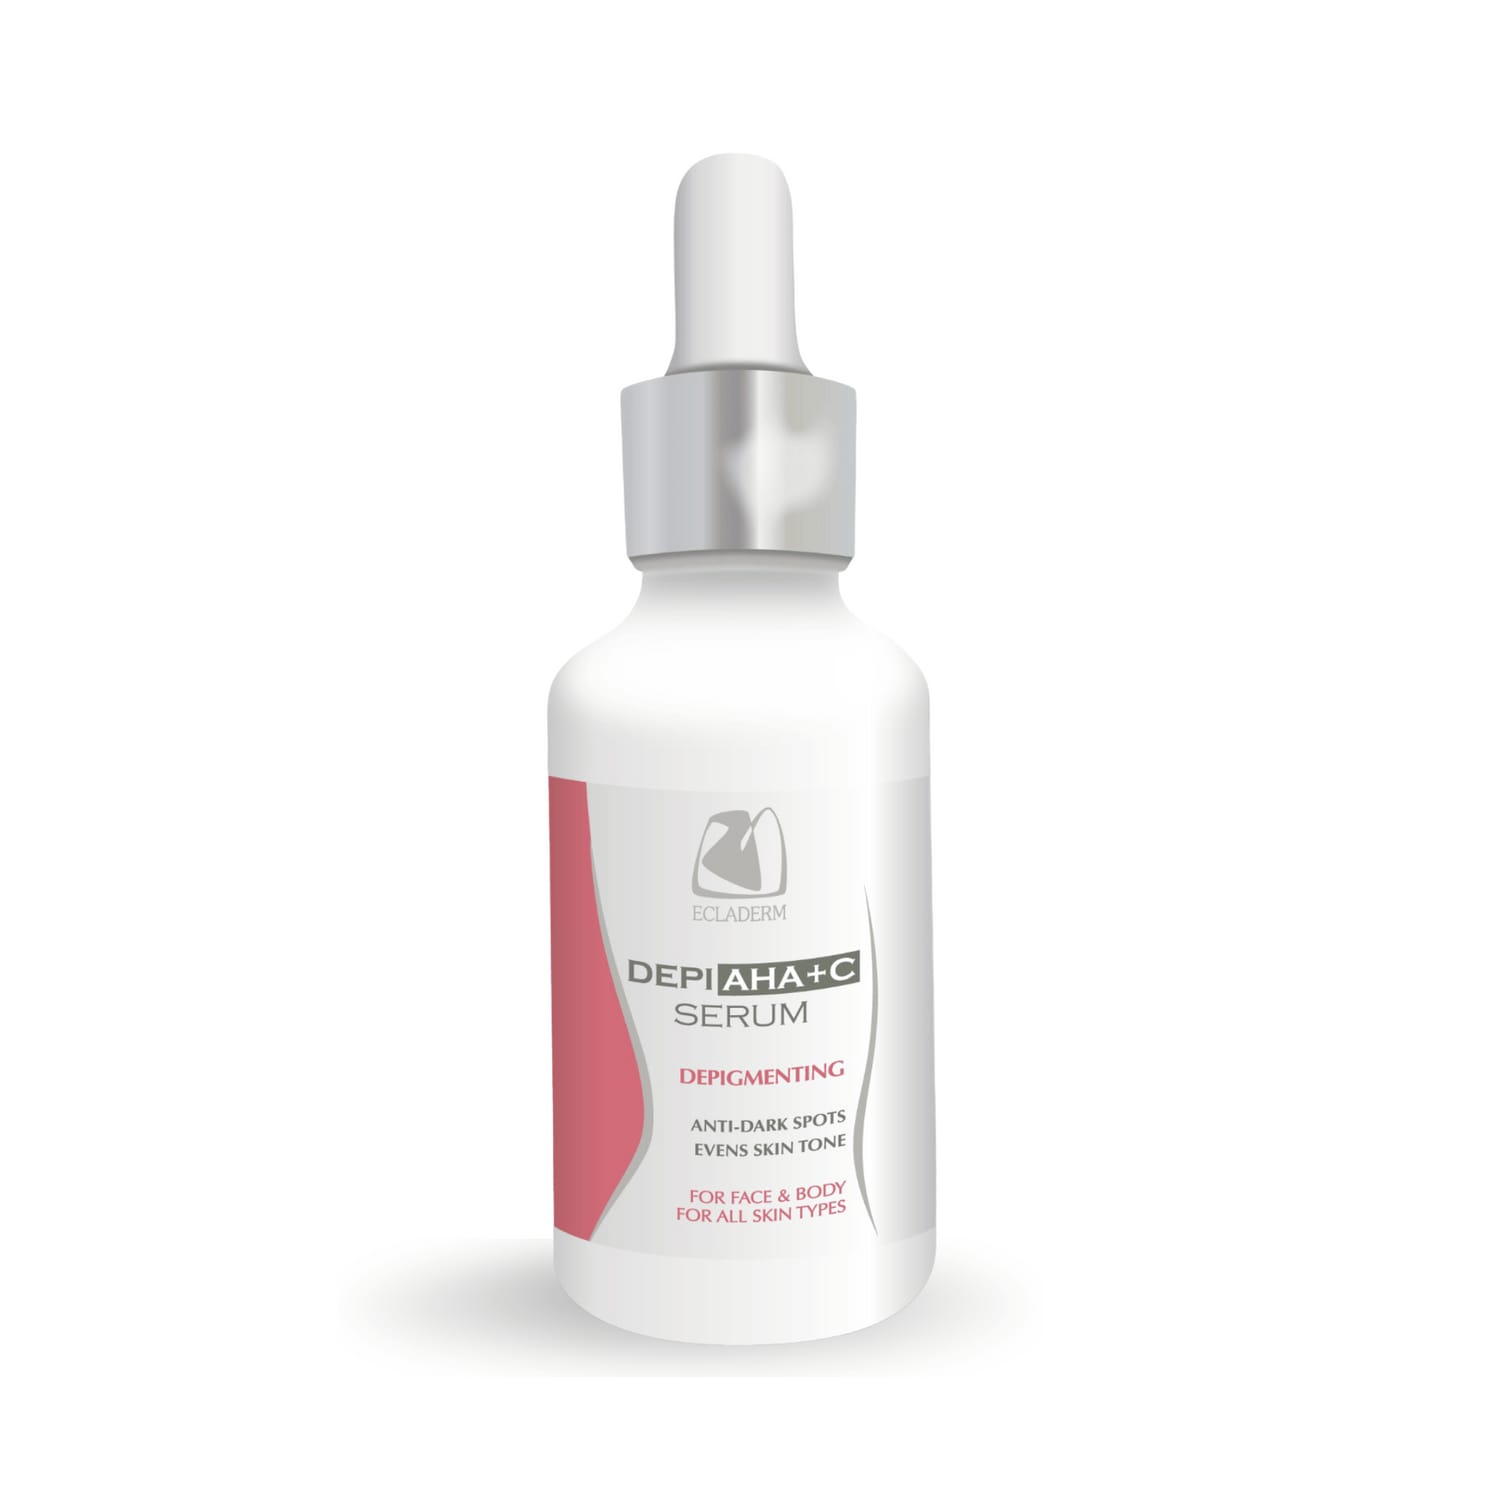 ECLADERM
DEPI AHA+C
SERUM
DEPIGMENTING
ANTI-DARK SPOTS
EVENS SKIN TONE
FOR FACE & BODY
FOR ALL SKIN TYPES